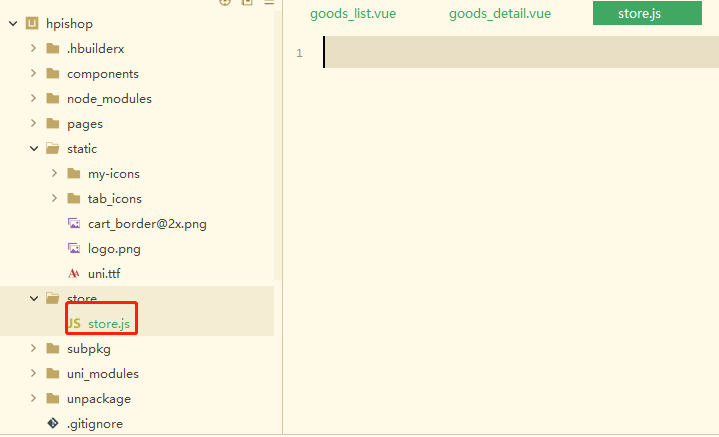 hpishop
.hbuilderx
components
node_modules
pages
static
my-icons
tab_icons
cart_border@2x.png
logo.png
uni.ttf
store
JS store.js
subpkg
uni_modules
unpackage
.gitignore
goods_list.vue goods_detail.vue store.js
1